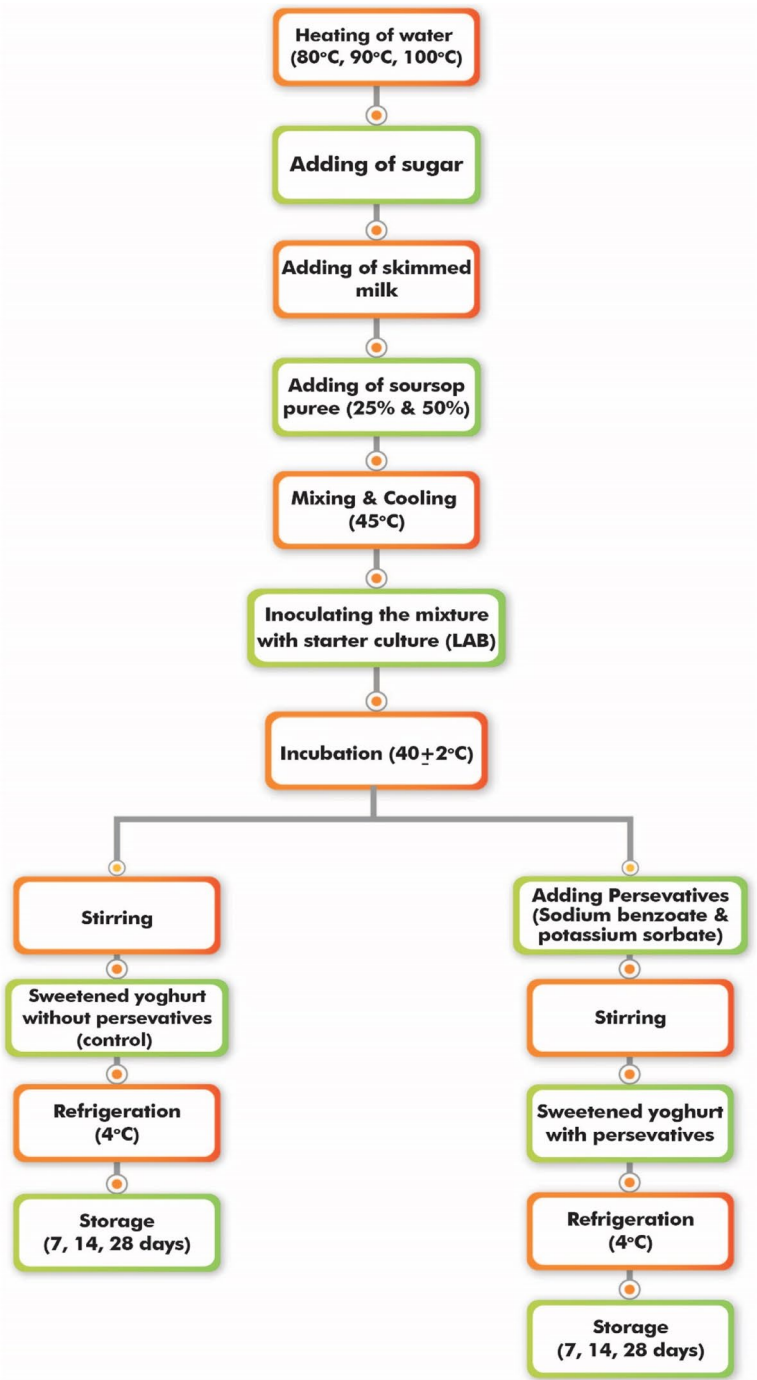 Heating of water
(80°C, 90°C, 100°C)
Adding of sugar
Adding of skimmed
milk
Adding of soursop
puree (25% & 50%)
Mixing & Cooling
(45°C)
Inoculating the mixture
with starter culture (LAB)
Incubation (40±2°C)
Stirring
Sweetened yoghurt
without persevatives
(control)
Refrigeration
(4°C)
Storage
(7, 14, 28 days)
Adding Persevatives
(Sodium benzoate &
potassium sorbate)
Stirring
Sweetened yoghurt
with persevatives
Refrigeration
(4°C)
Storage
(7, 14, 28 days)